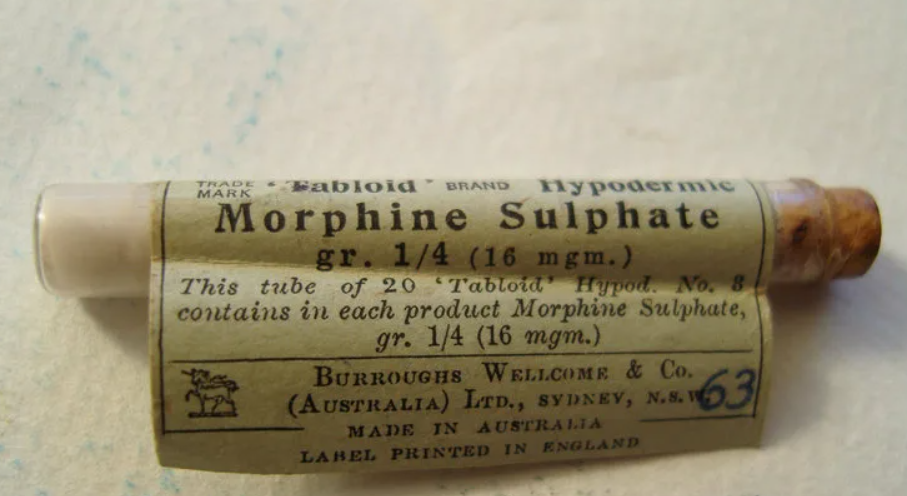 TRADE MARK 'Tabloid' BRAND Hypodermic
Morphine Sulphate
gr. 1/4 (16 mgm.)
This tube of 20 'Tabloid' Hypod. No. 8
contains in each product Morphine Sulphate,
gr. 1/4 (16 mgm.)
BURROUGHS WELLCOME & CO.
(AUSTRALIA) LTD., SYDNEY, N.S.W.
63
MADE IN AUSTRALIA
LABEL PRINTED IN ENGLAND